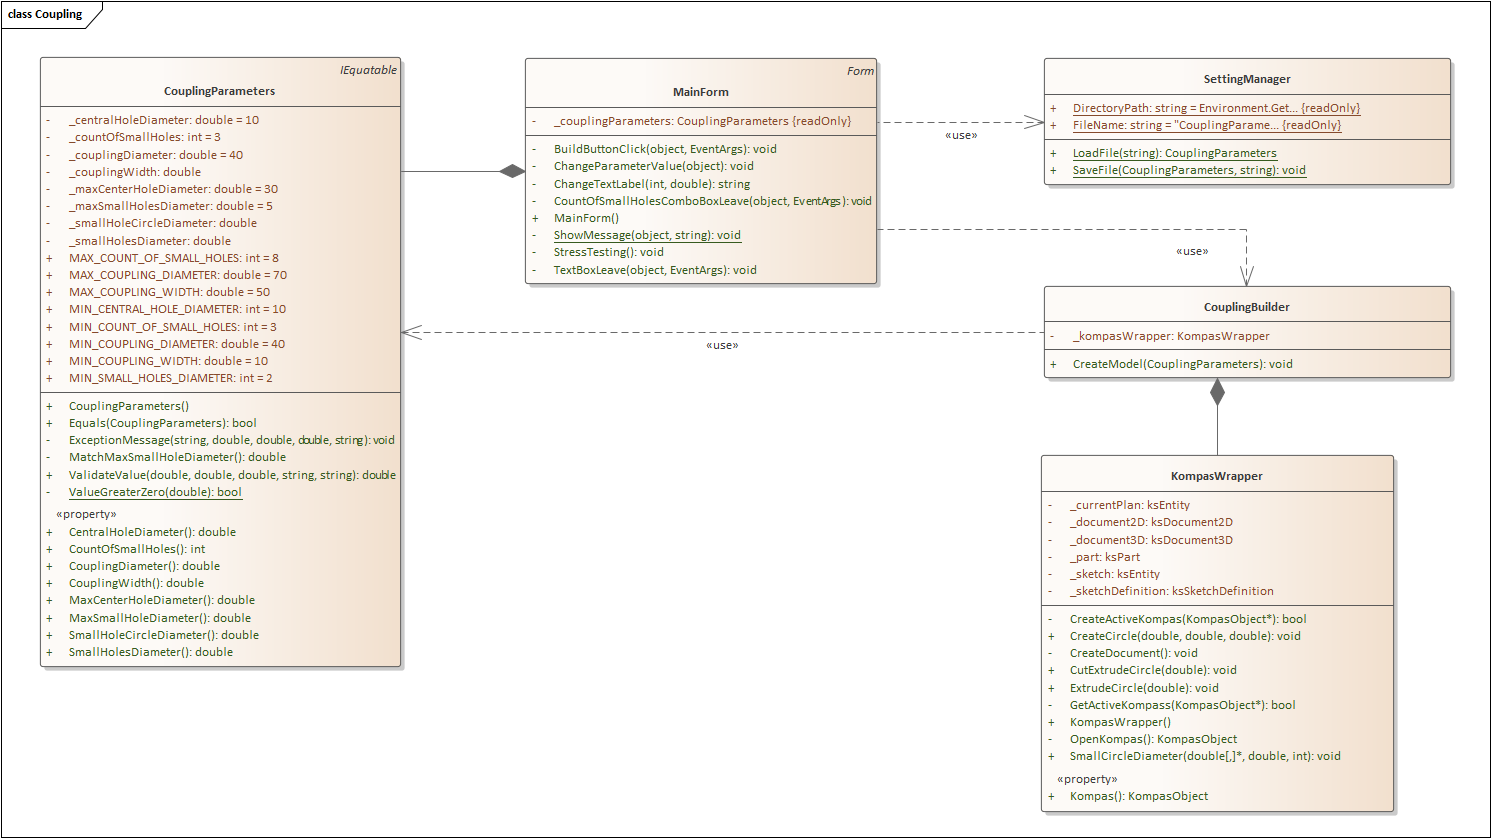 class Coupling
IEquatable
CouplingParameters
- _centralHoleDiameter: double = 10
- _countOfSmallHoles: int = 3
- _couplingDiameter: double = 40
- _couplingWidth: double
- _maxCenterHoleDiameter: double = 30
- _maxSmallHolesDiameter: double = 5
- _smallHoleCircleDiameter: double
- _smallHolesDiameter: double
+ MAX_COUNT_OF_SMALL_HOLES: int = 8
+ MAX_COUPLING_DIAMETER: double = 70
+ MAX_COUPLING_WIDTH: double = 50
+ MIN_CENTRAL_HOLE_DIAMETER: int = 10
+ MIN_COUNT_OF_SMALL_HOLES: int = 3
+ MIN_COUPLING_DIAMETER: double = 40
+ MIN_COUPLING_WIDTH: double = 10
+ MIN_SMALL_HOLES_DIAMETER: int = 2
+ CouplingParameters()
+ Equals(CouplingParameters): bool
- ExceptionMessage(string, double, double, double, string): void
- MatchMaxSmallHoleDiameter(): double
+ ValidateValue(double, double, double, string, string): double
- ValueGreaterZero(double): bool
«property»
+ CentralHoleDiameter(): double
+ CountOfSmallHoles(): int
+ CouplingDiameter(): double
+ CouplingWidth(): double
+ MaxCenterHoleDiameter(): double
+ MaxSmallHoleDiameter(): double
+ SmallHoleCircleDiameter(): double
+ SmallHolesDiameter(): double
Form
MainForm
- _couplingParameters: CouplingParameters {readOnly}
- BuildButtonClick(object, EventArgs): void
- ChangeParameterValue(object): void
- ChangeTextLabel(int, double): string
- CountOfSmallHolesComboBoxLeave(object, EventArgs): void
+ MainForm()
- ShowMessage(object, string): void
- StressTesting(): void
- TextBoxLeave(object, EventArgs): void
«use»
SettingManager
+ DirectoryPath: string = Environment.Get... {readOnly}
+ FileName: string = "CouplingParame... {readOnly}
+ LoadFile(string): CouplingParameters
+ SaveFile(CouplingParameters, string): void
«use»
CouplingBuilder
- _kompasWrapper: KompasWrapper
+ CreateModel(CouplingParameters): void
«use»
KompasWrapper
- _currentPlan: ksEntity
- _document2D: ksDocument2D
- _document3D: ksDocument3D
- _part: ksPart
- _sketch: ksEntity
- _sketchDefinition: ksSketchDefinition
- CreateActiveKompas(KompasObject*): bool
+ CreateCircle(double, double, double): void
- CreateDocument(): void
+ CutExtrudeCircle(double): void
+ ExtrudeCircle(double): void
- GetActiveKompass(KompasObject*): bool
+ KompasWrapper()
- OpenKompas(): KompasObject
+ SmallCircleDiameter(double[,]*, double, int): void
«property»
+ Kompas(): KompasObject